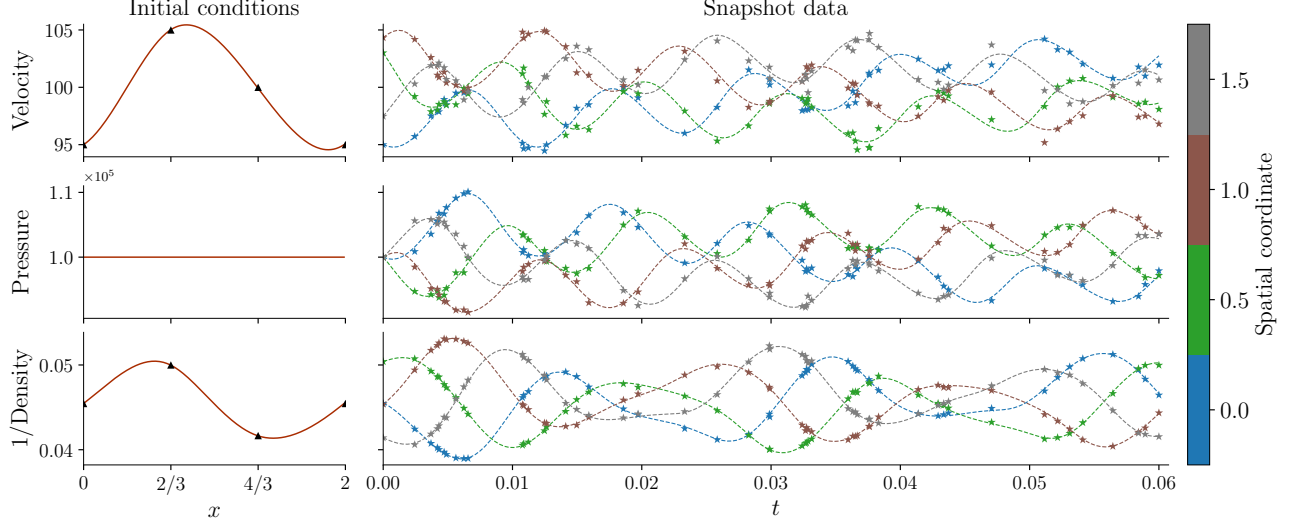 Initial conditions
Snapshot data
Velocity
105
100
95
×10⁵
Pressure
1.1
1.0
1/Density
0.05
0.04
0
2/3
4/3
2
x
0.00
0.01
0.02
0.03
0.04
0.05
0.06
t
1.5
1.0
0.5
0.0
Spatial coordinate